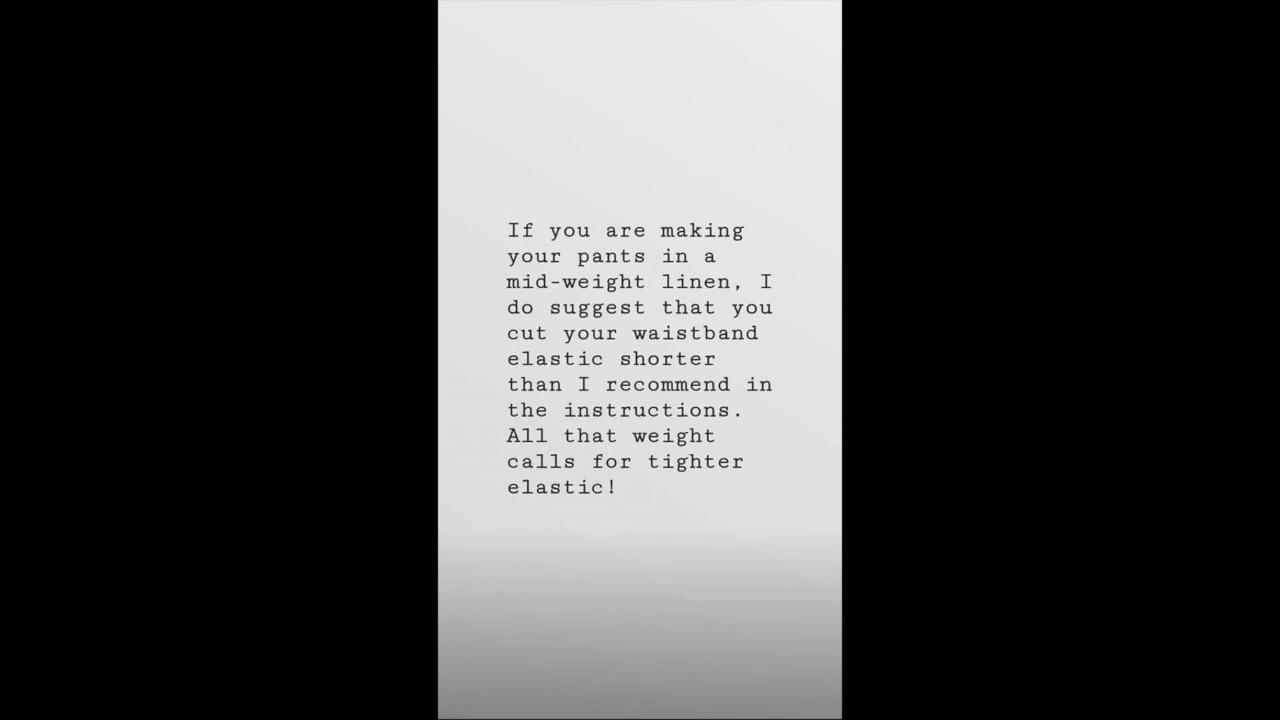 If you are making
your pants in a
mid-weight linen, I
do suggest that you
cut your waistband
elastic shorter
than I recommend in
the instructions.
All that weight
calls for tighter
elastic!